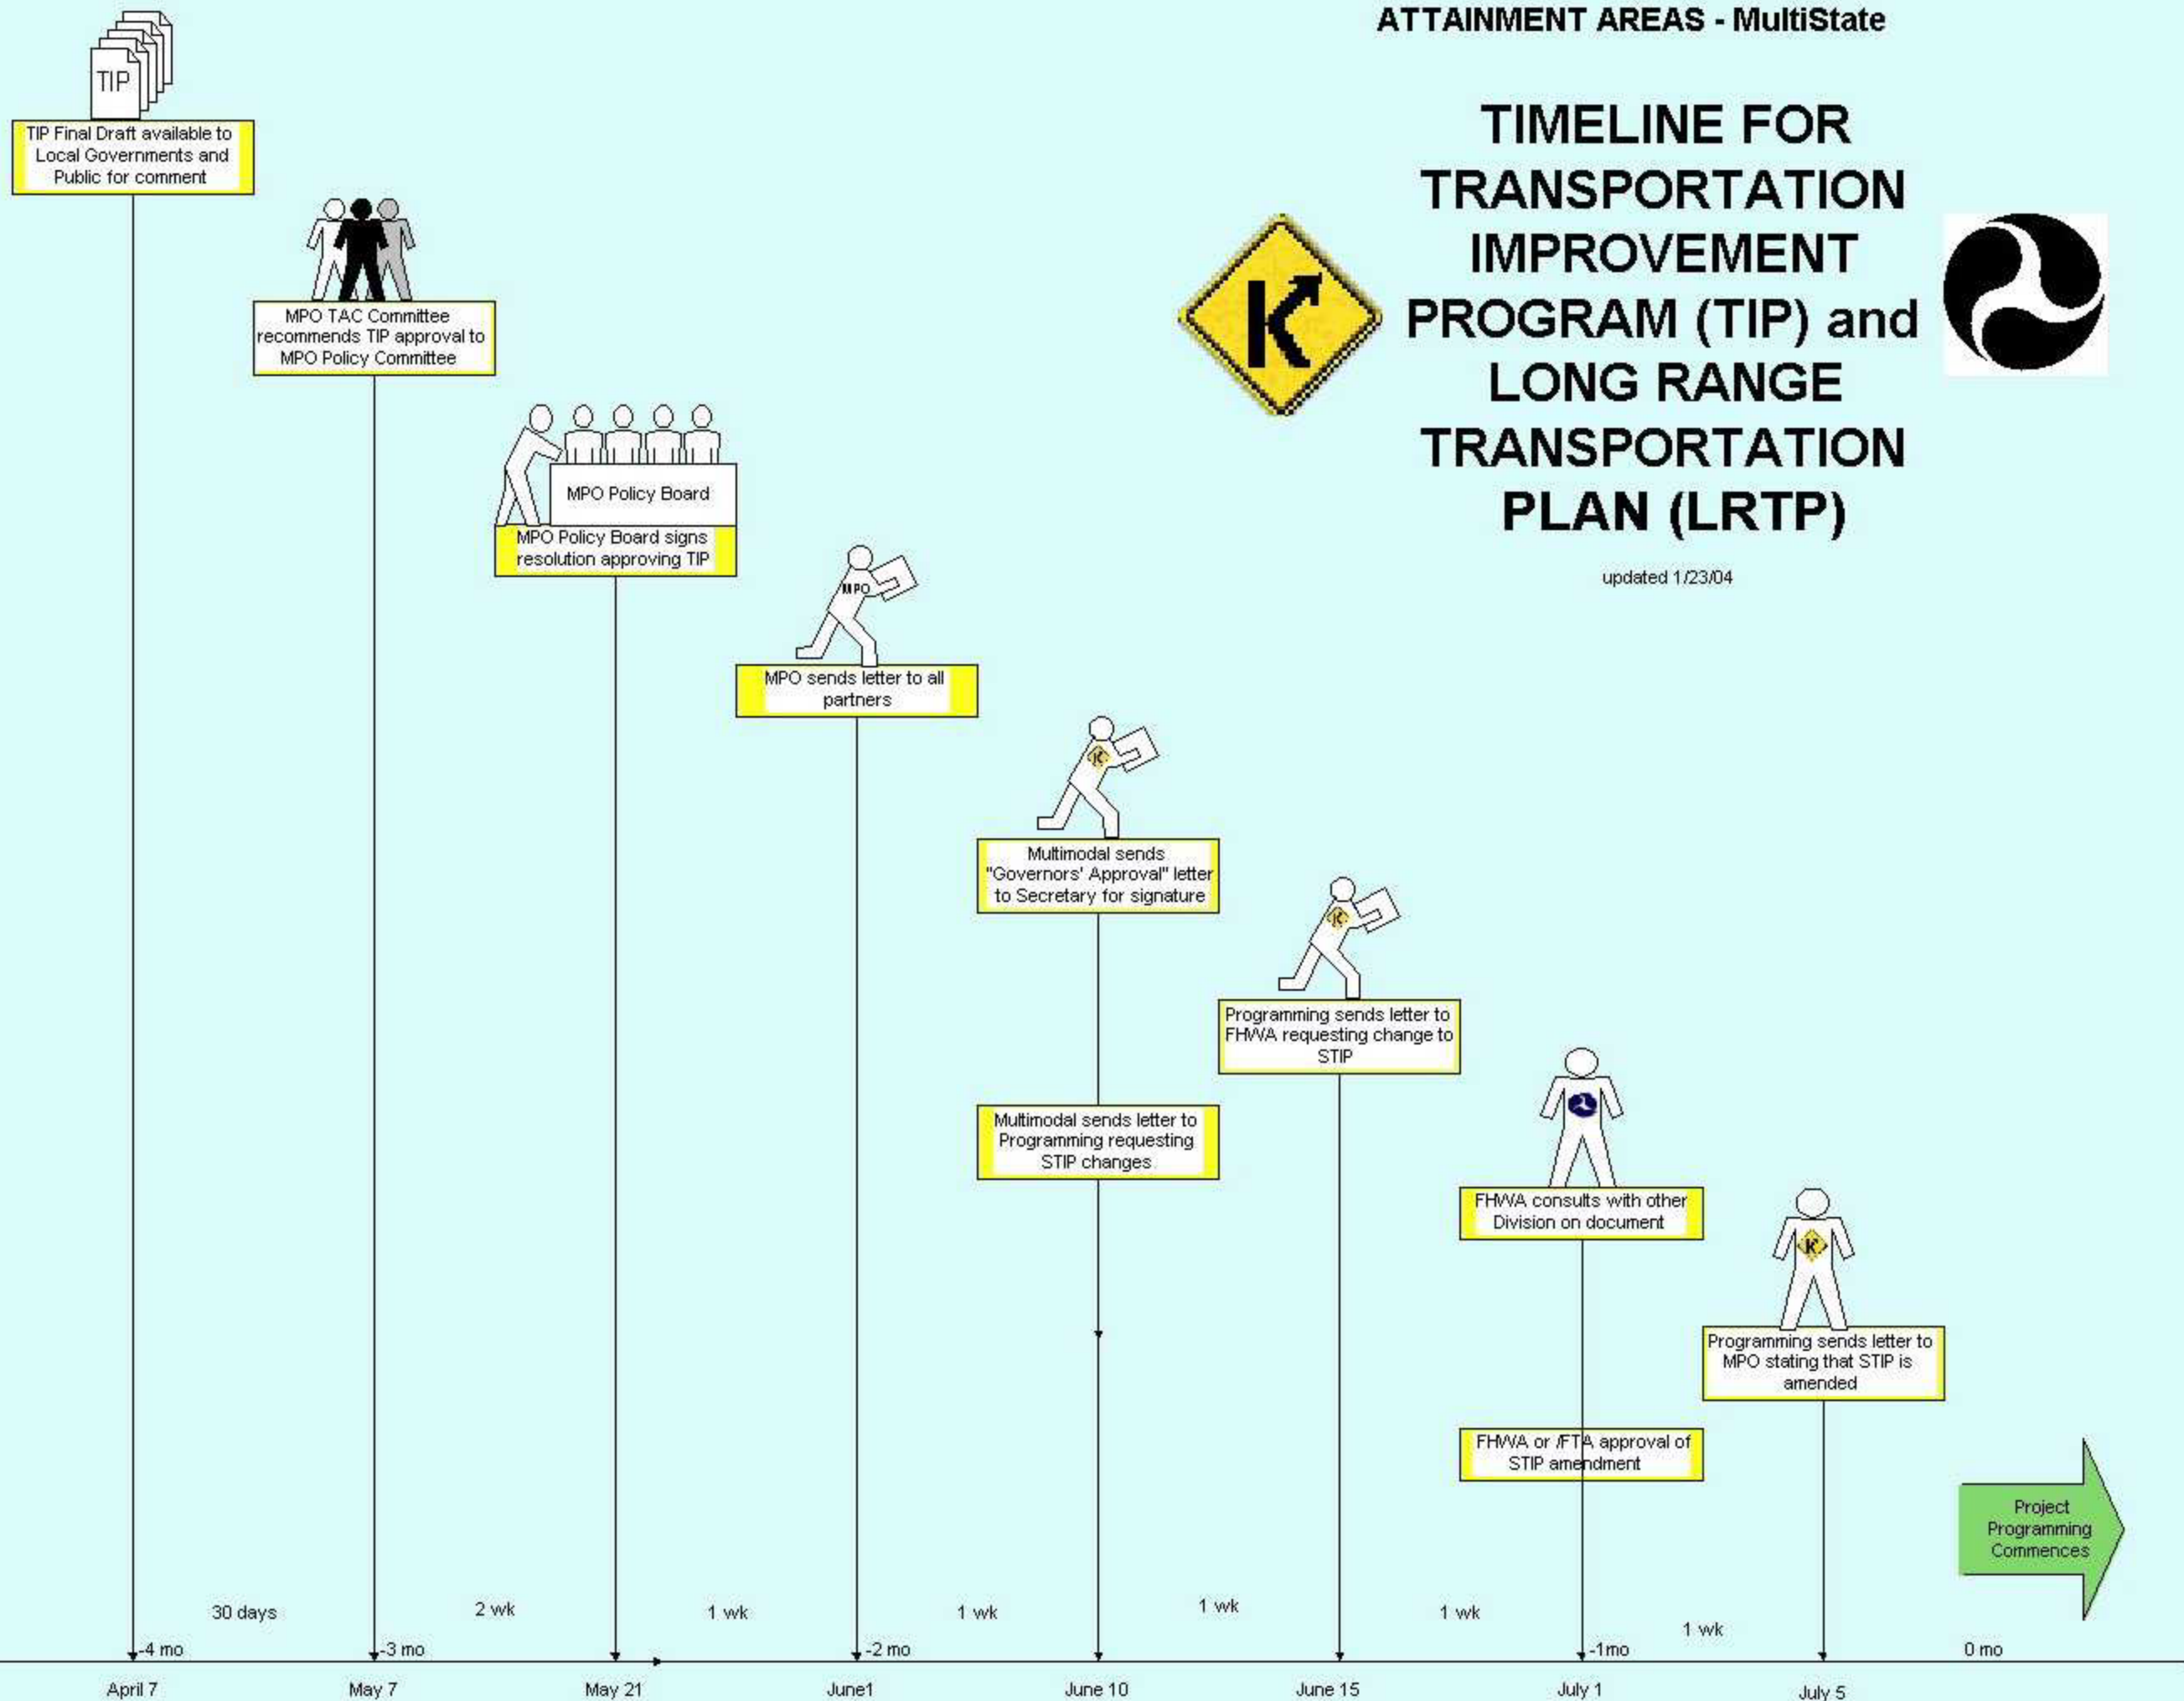 ATTAINMENT AREAS - MultiState
TIMELINE FOR
TRANSPORTATION
IMPROVEMENT
PROGRAM (TIP) and
LONG RANGE
TRANSPORTATION
PLAN (LRTP)
updated 1/23/04
K
TIP
TIP Final Draft available to
Local Governments and
Public for comment
MPO TAC Committee
recommends TIP approval to
MPO Policy Committee
MPO Policy Board
MPO Policy Board signs
resolution approving TIP
MPO
MPO sends letter to all
partners
K
Multimodal sends
"Governors' Approval" letter
to Secretary for signature
Multimodal sends letter to
Programming requesting
STIP changes
K
Programming sends letter to
FHWA requesting change to
STIP
FHWA consults with other
Division on document
FHWA or /FTA approval of
STIP amendment
K
Programming sends letter to
MPO stating that STIP is
amended
Project
Programming
Commences
30 days
2 wk
1 wk
1 wk
1 wk
1 wk
1 wk
-4 mo
-3 mo
-2 mo
-1mo
0 mo
April 7
May 7
May 21
June1
June 10
June 15
July 1
July 5